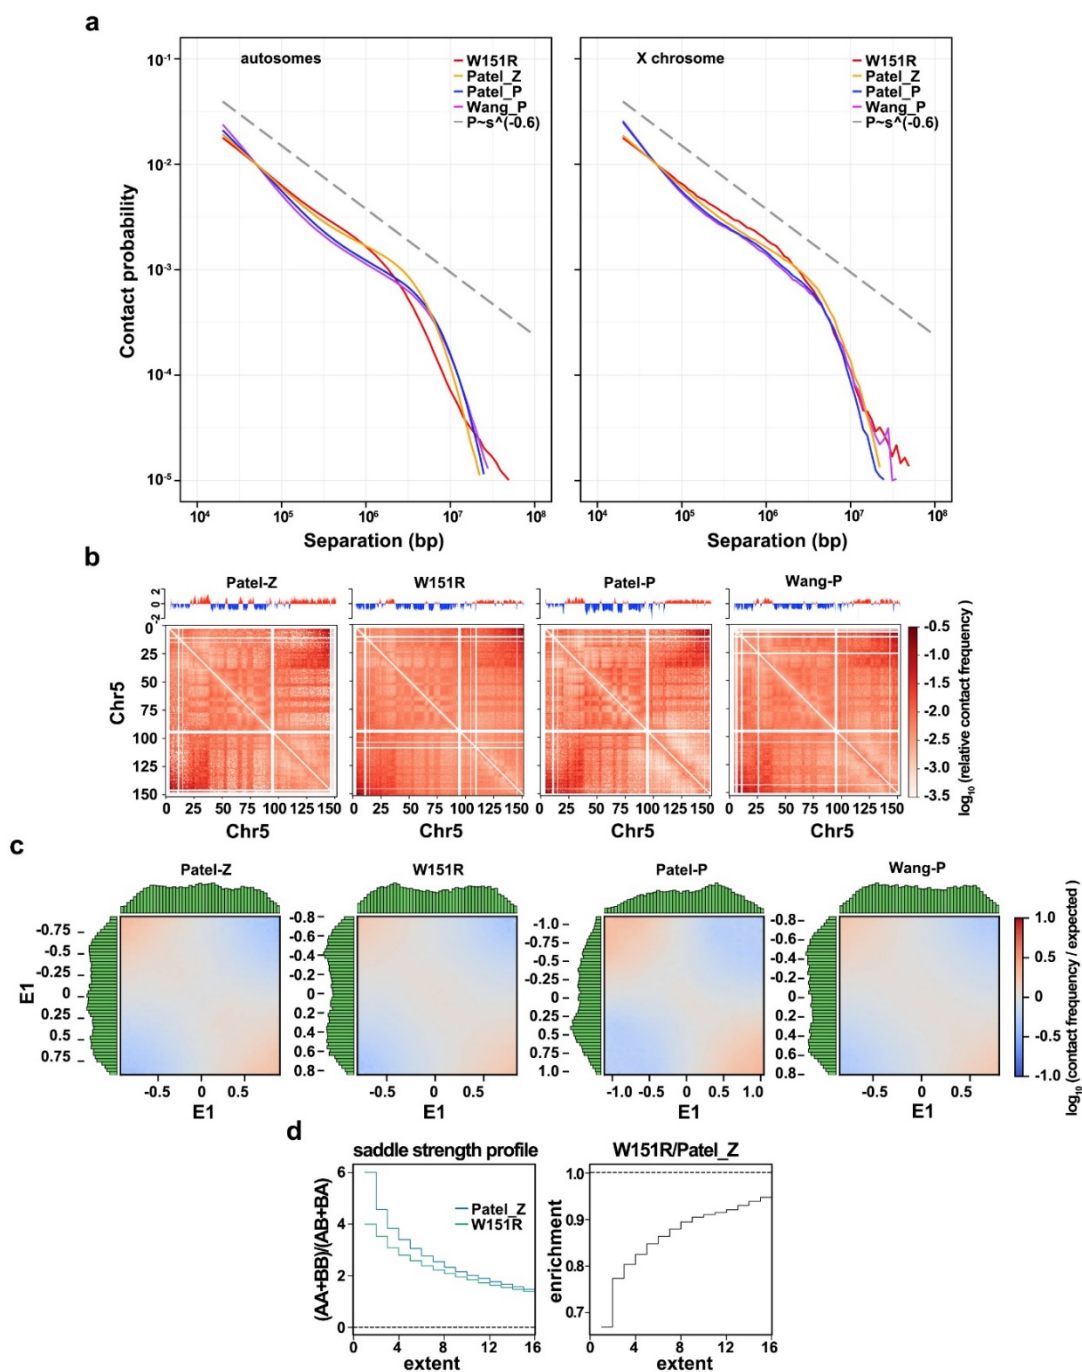 a
autosomes
W151R
Patel_Z
Patel_P
Wang_P
P~s^(-0.6)
X chrosome
W151R
Patel_Z
Patel_P
Wang_P
P~s^(-0.6)
Contact probability
10-1
10-2
10-3
10-4
10-5
10⁴ 10⁵ 10⁶ 10⁷ 10⁸
10⁴ 10⁵ 10⁶ 10⁷ 10⁸
Separation (bp)
Separation (bp)
b
Patel-Z W151R Patel-P Wang-P
2
0
-2
Chr5
0
25
50
75
100
125
150
0 25 50 75 100 125 150
0 25 50 75 100 125 150
0 25 50 75 100 125 150
0 25 50 75 100 125 150
Chr5 Chr5 Chr5 Chr5
-0.5
-1.0
-1.5
-2.0
-2.5
-3.0
-3.5
log10 (relative contact frequency)
c
Patel-Z W151R Patel-P Wang-P
E1
-0.75
-0.5
-0.25
0
0.25
0.5
0.75
-0.8
-0.6
-0.4
-0.2
0
0.2
0.4
0.6
0.8
-1.0
-0.75
-0.5
-0.25
0
0.25
0.5
0.75
1.0
-0.8
-0.6
-0.4
-0.2
0
0.2
0.4
0.6
0.8
-0.5 0 0.5
-0.5 0 0.5
-1.0 -0.5 0 0.5 1.0
-0.5 0 0.5
E1 E1 E1 E1
1.0
0.5
0
-0.5
-1.0
log10 (contact frequency / expected )
d
saddle strength profile
(AA+BB)/(AB+BA)
6
4
2
0
Patel_Z
W151R
0 4 8 12 16
extent
W151R/Patel_Z
enrichment
1.0
0.9
0.8
0.7
0 4 8 12 16
extent